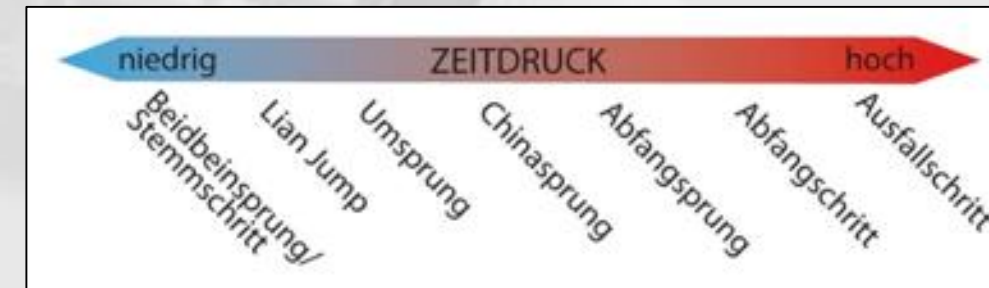 niedrig ZEITDRUCK hoch
Beidbeinsprung/
Stemmschritt
Lian Jump
Umsprung
Chinasprung
Abfangsprung
Abfangschritt
Ausfallschritt